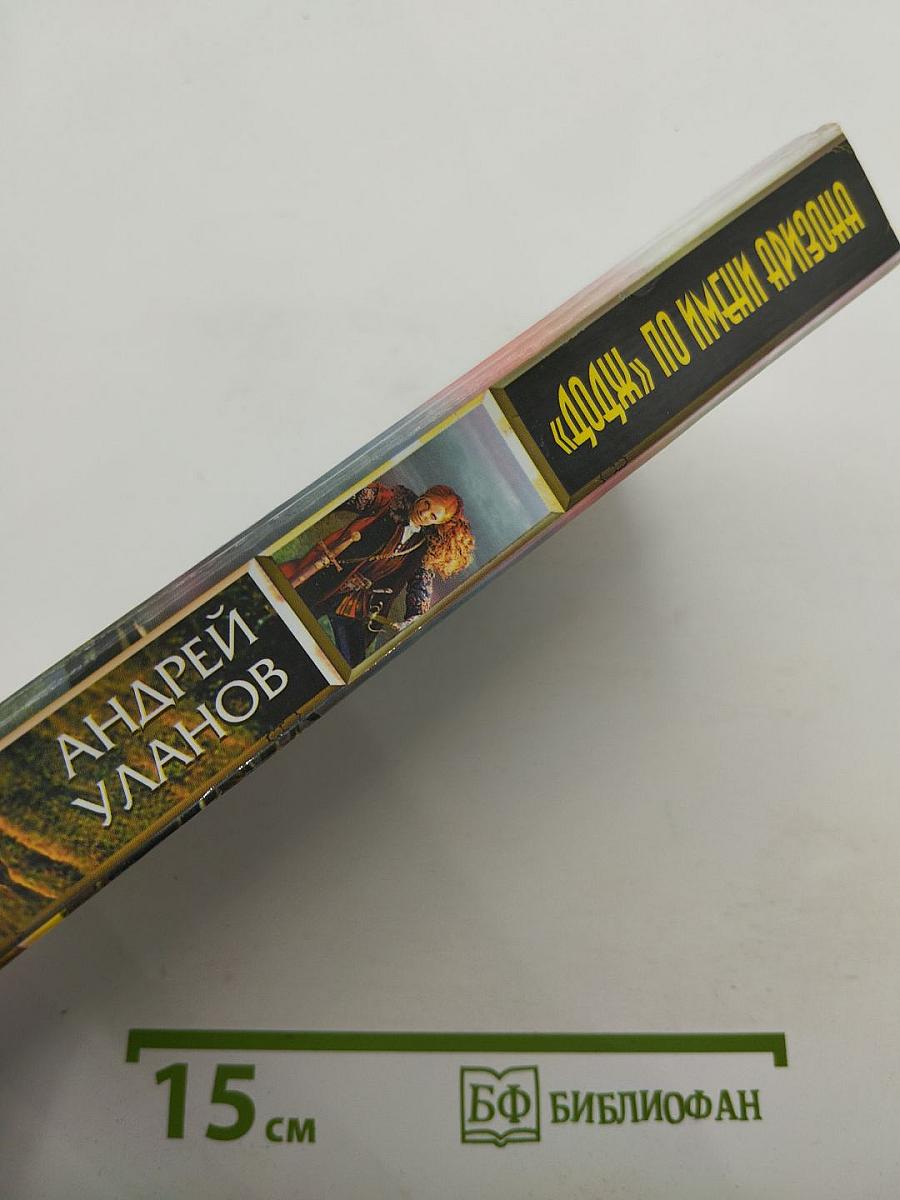 АНДРЕЙ
УЛАНОВ
«ДОДЖ» ПО ИМЕНИ АРИЗОНА
15 см
БФ БИБЛИОФАН